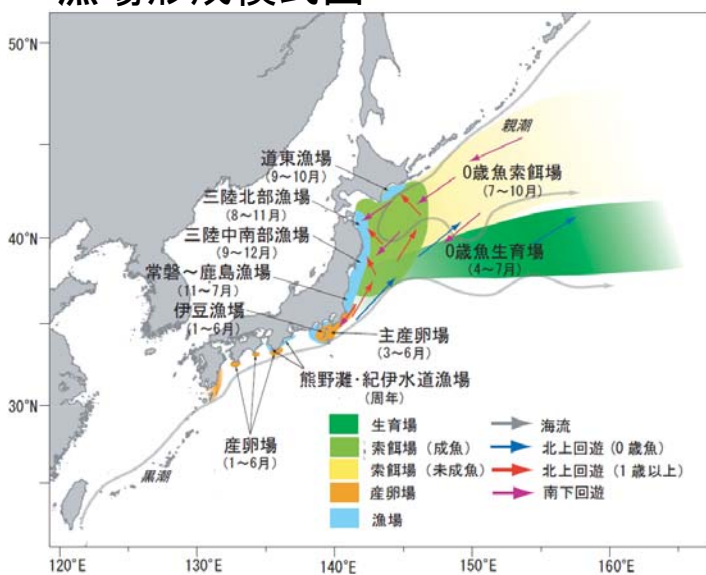 漁場形成模式図
50°N
40°N
30°N
120°E
130°E
140°E
150°E
160°E
親潮
道東漁場
(9～10月)
0歳魚索餌場
(7～10月)
三陸北部漁場
(8～11月)
三陸中南部漁場
(9～12月)
0歳魚生育場
(4～7月)
常磐～鹿島漁場
(11～7月)
伊豆漁場
(1～6月)
主産卵場
(3～6月)
熊野灘・紀伊水道漁場
(周年)
産卵場
(1～6月)
黒潮
生育場
索餌場 (成魚)
索餌場 (未成魚)
産卵場
漁場
海流
北上回遊 (0歳魚)
北上回遊 (1歳以上)
南下回遊